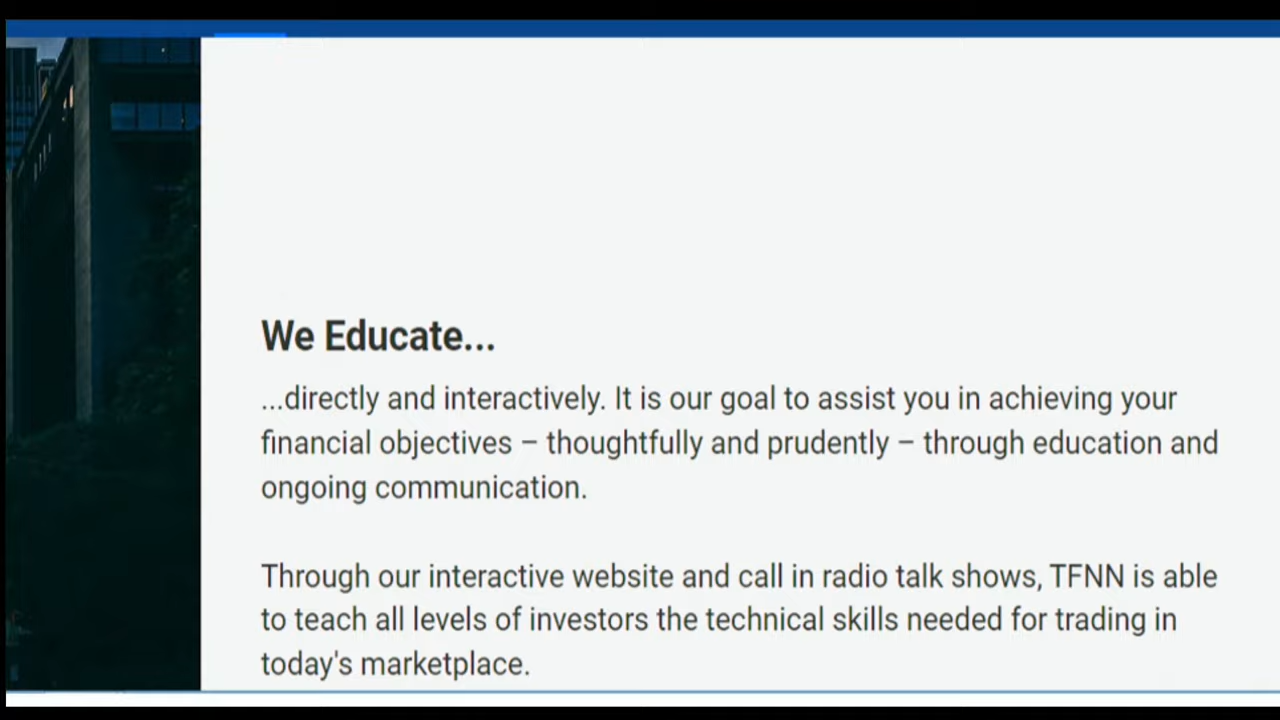 We Educate...
...directly and interactively. It is our goal to assist you in achieving your
financial objectives – thoughtfully and prudently – through education and
ongoing communication.
Through our interactive website and call in radio talk shows, TFNN is able
to teach all levels of investors the technical skills needed for trading in
today's marketplace.